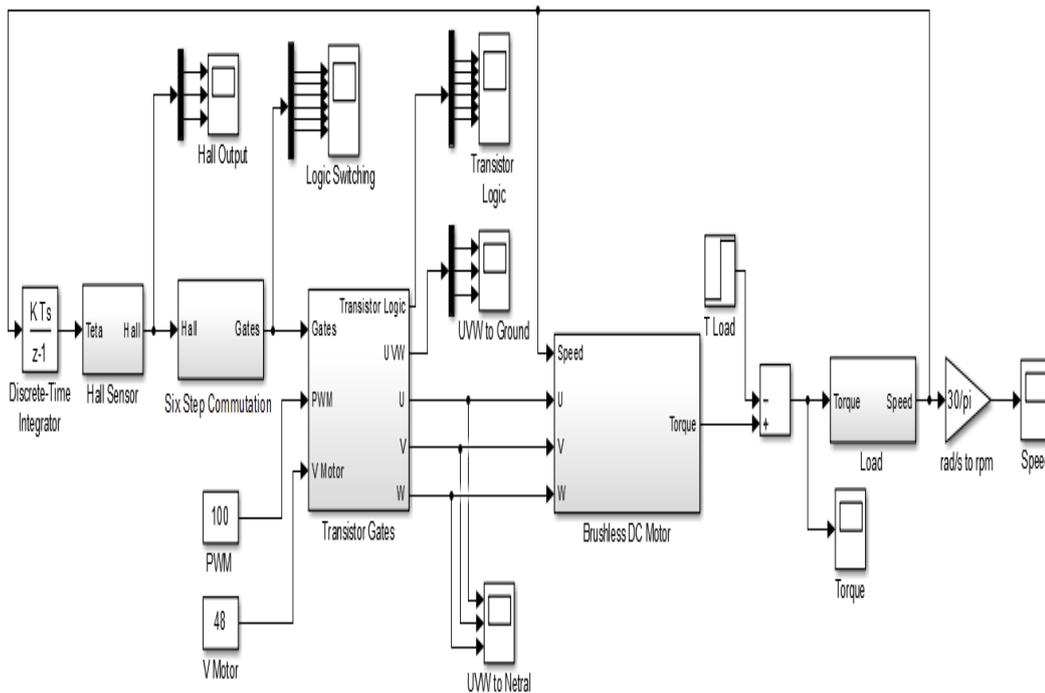 Hall Output
Logic Switching
Transistor
Logic
UVW to Ground
T Load
KTs
z-1
Discrete-Time
Integrator
Teta
Hall
Hall Sensor
Hall
Gates
Six Step Commutation
Transistor Logic
Gates
UVW
PWM
U
V
V Motor
W
Transistor Gates
Speed
U
V
W
Torque
Brushless DC Motor
−
+
Torque
Speed
Load
30/pi
rad/s to rpm
Speed
Torque
100
PWM
48
V Motor
UVW to Netral